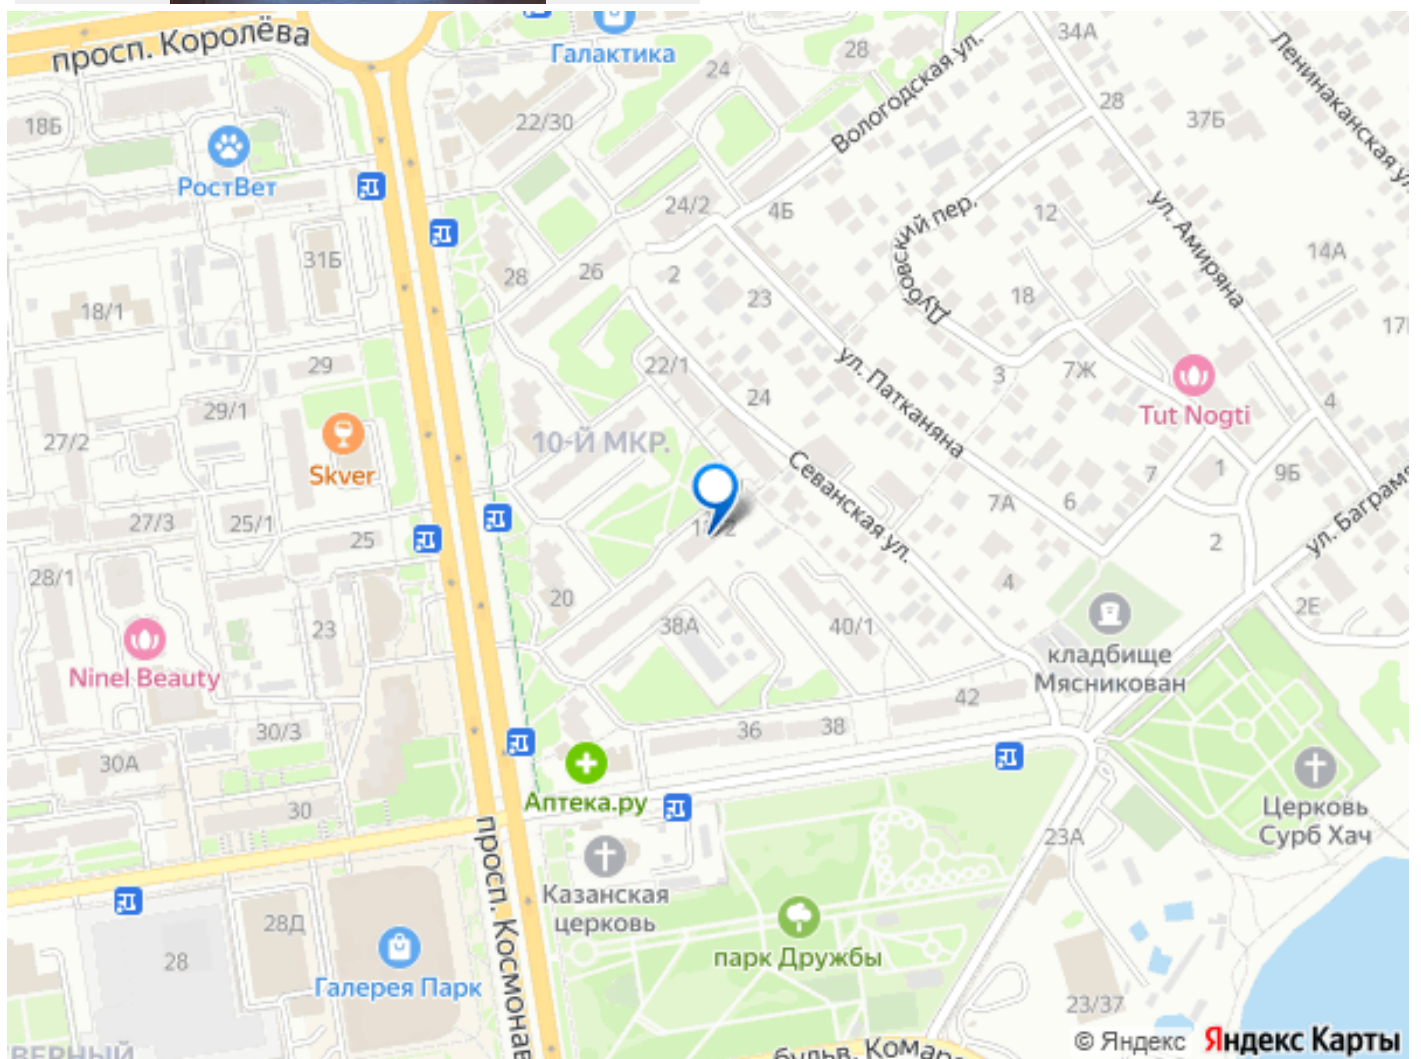 просп. Королёва
Галактика
24
28
34А
Вологодская ул.
Ленинаканская ул.
18Б
22/30
28
37Б
РостВет
24/2
4Б
Дубовский пер.
12
ул. Амиряна
31Б
28
26
2
23
18
14А
18/1
29
22/1
24
ул. Патканяна
3
7Ж
Tut Nogti
4
29/1
27/2
10-Й МКР.
Skver
Севанская ул.
7А
6
7
1
9Б
27/3
25/1
25
2
ул. Баграмя
28/1
20
4
2Е
23
38А
40/1
Ninel Beauty
кладбище
Мясникован
30/3
36
38
42
30А
Аптека.ру
30
Церковь
Сурб Хач
23А
просп. Космонав
Казанская
церковь
28Д
парк Дружбы
28
Галерея Парк
23/37
ВЕРНЫЙ
бульв. Комаро
© Яндекс Яндекс Карты